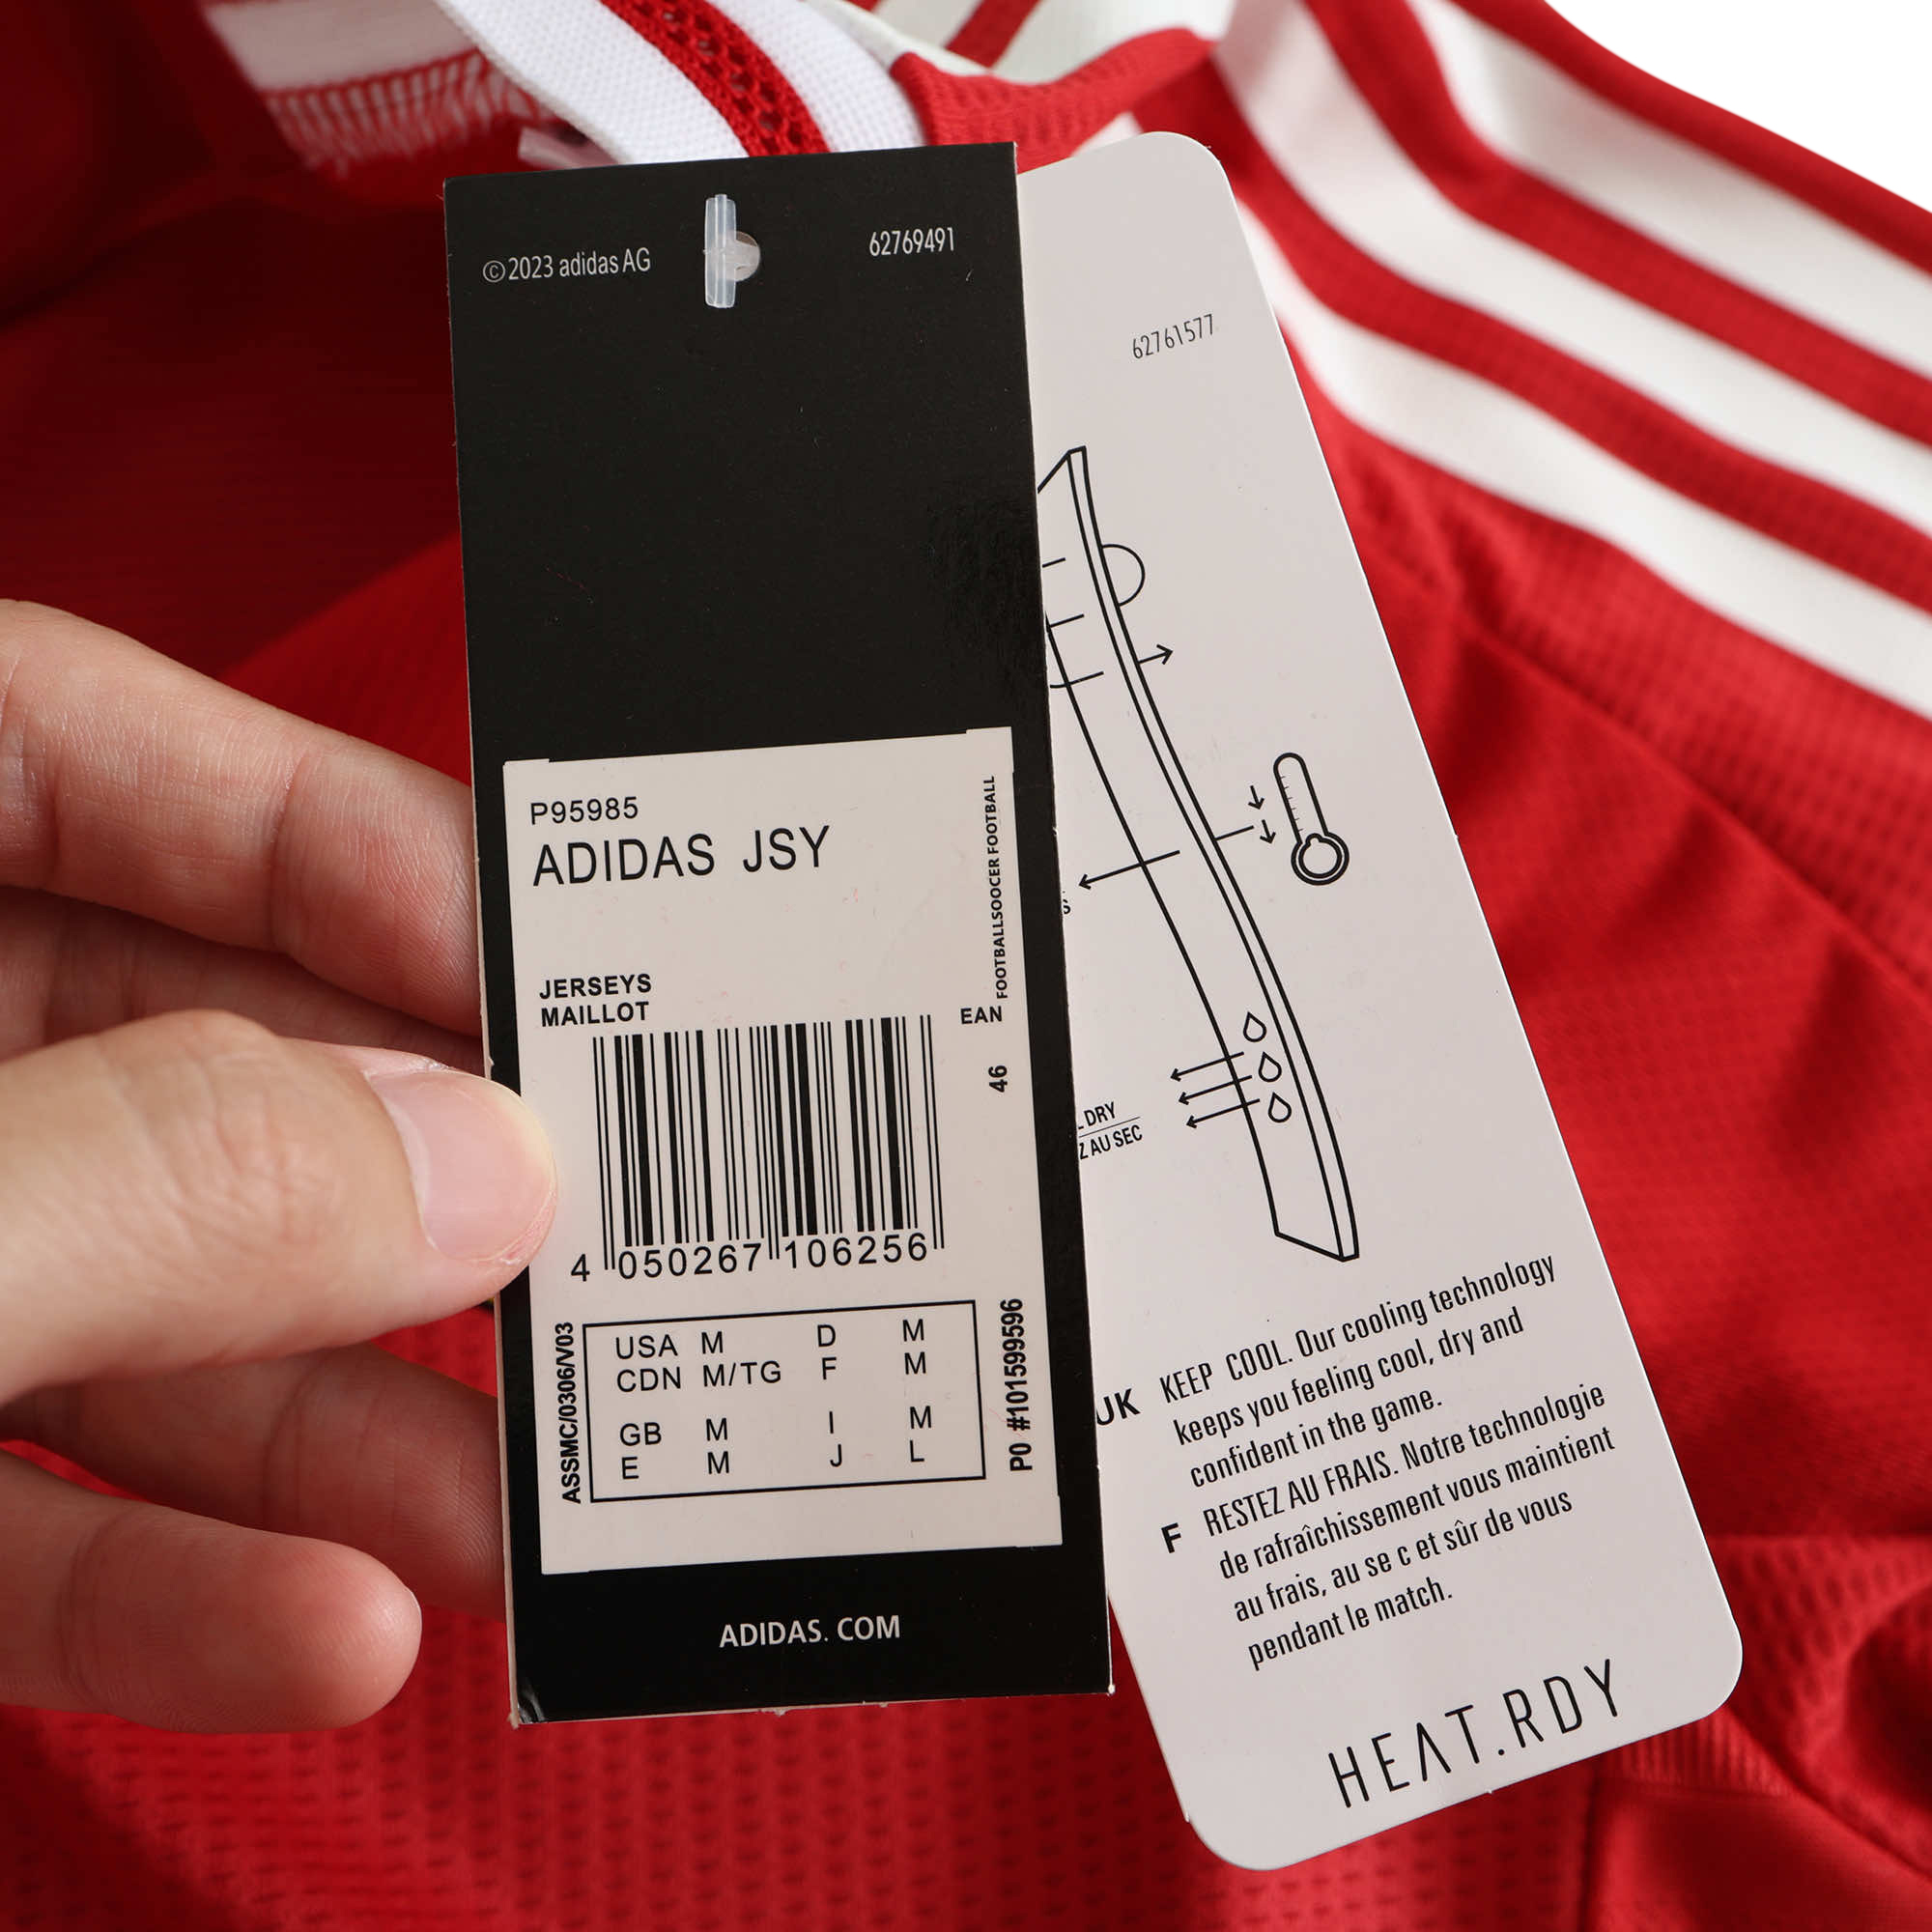 ©2023 adidas AG
62769491
P95985
ADIDAS JSY
FOOTBALLSOOCER FOOTBALL
JERSEYS
MAILLOT
EAN
46
4 050267 106256
ASSMC/0306/V03
USA M D M
CDN M/TG F M
GB M I M
E M J L
PO #101599596
ADIDAS. COM
62761577
DRY
Z AU SEC
UK KEEP COOL. Our cooling technology
keeps you feeling cool, dry and
confident in the game.
F RESTEZ AU FRAIS. Notre technologie
de rafraîchissement vous maintient
au frais, au se c et sûr de vous
pendant le match.
HEAT.RDY